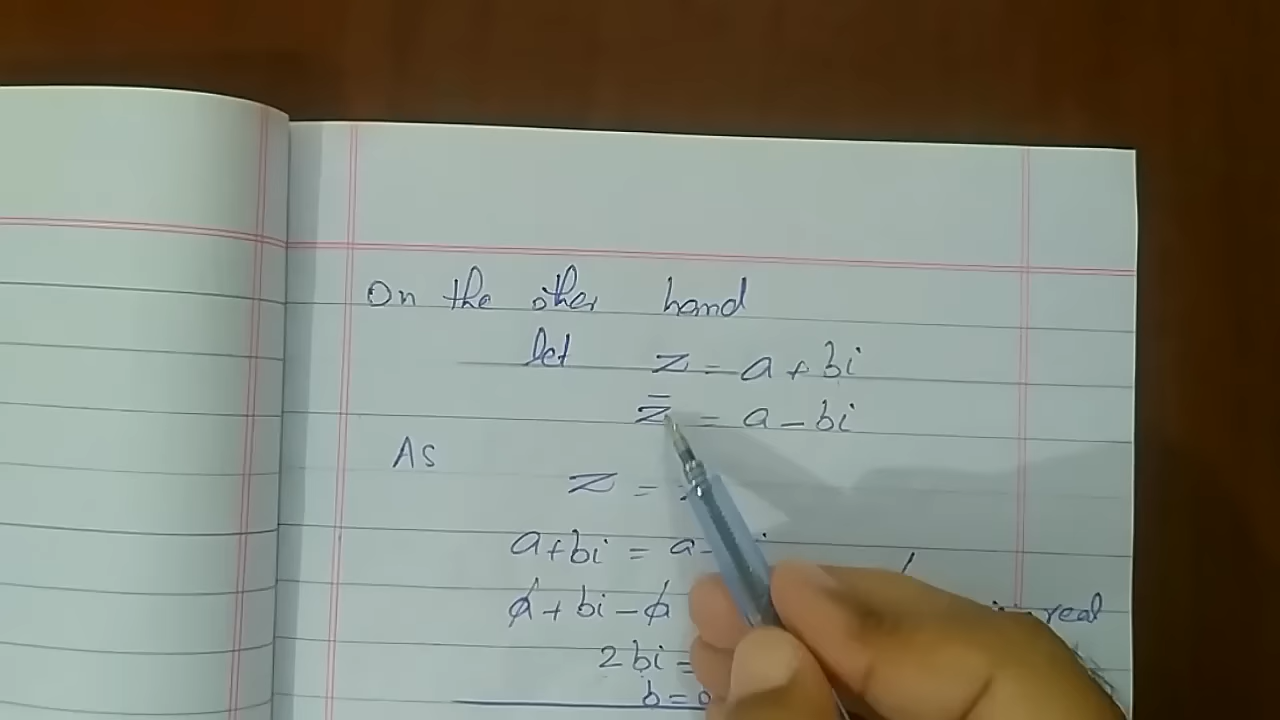 On the other hand
let z = a + bi
z̄ = a - bi
As
z =
a+bi = a-
a + bi - a
real
2bi =
b = 0